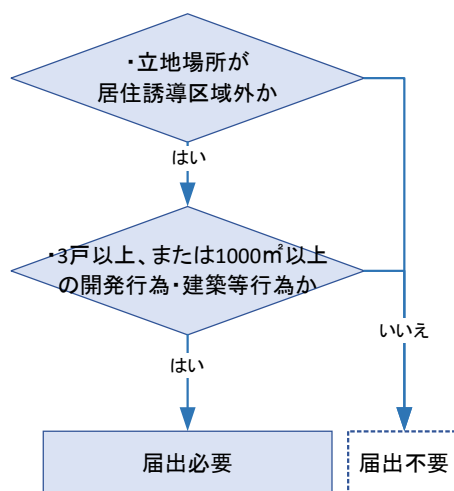 ・立地場所が
居住誘導区域外か
はい
・3戸以上、または1000㎡以上
の開発行為・建築等行為か
いいえ
はい
届出必要
届出不要